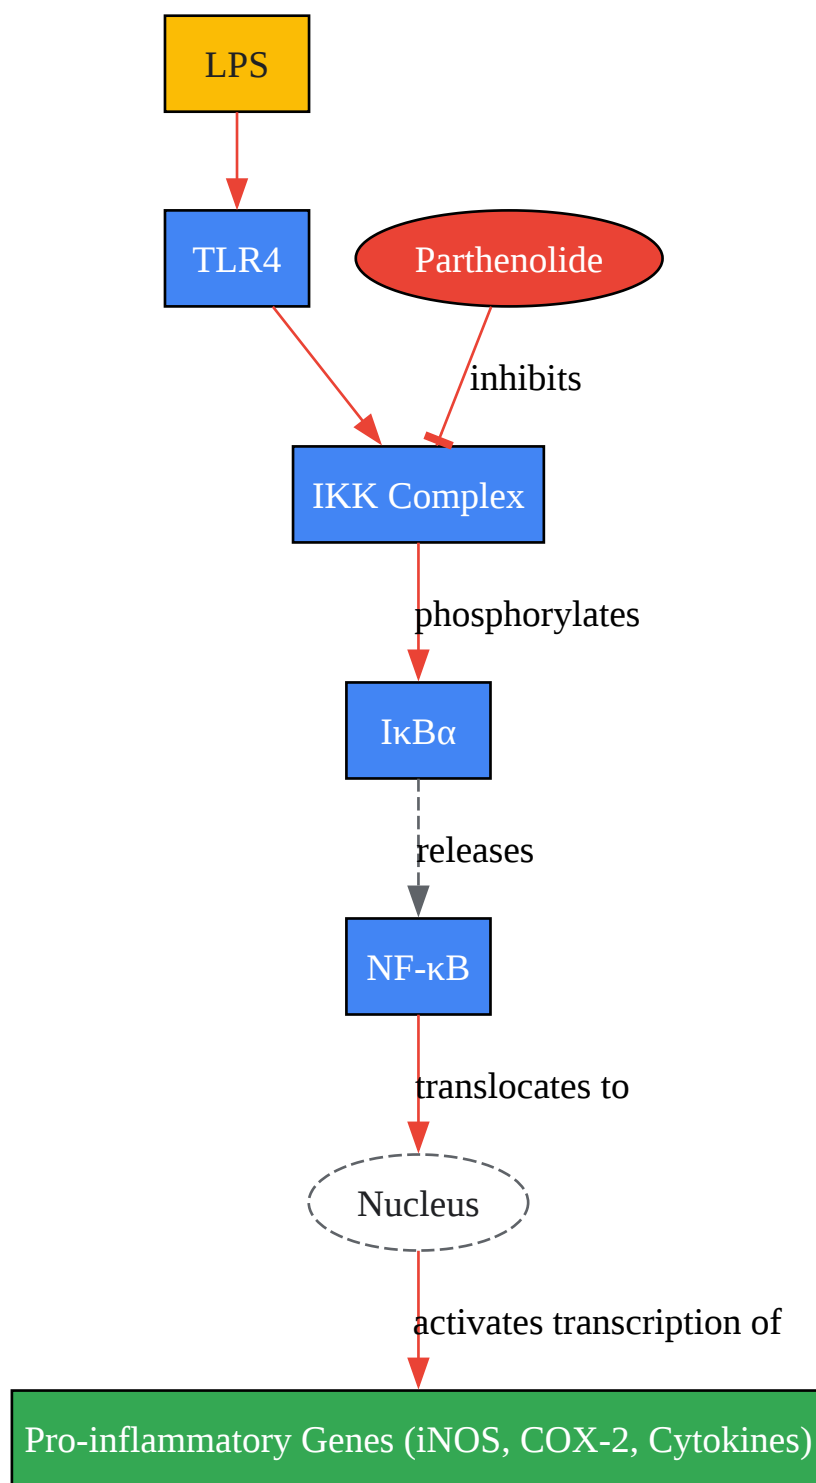 LPS
TLR4
Parthenolide
inhibits
IKK Complex
phosphorylates
IκBα
releases
NF-κB
translocates to
Nucleus
activates transcription of
Pro-inflammatory Genes (iNOS, COX-2, Cytokines)